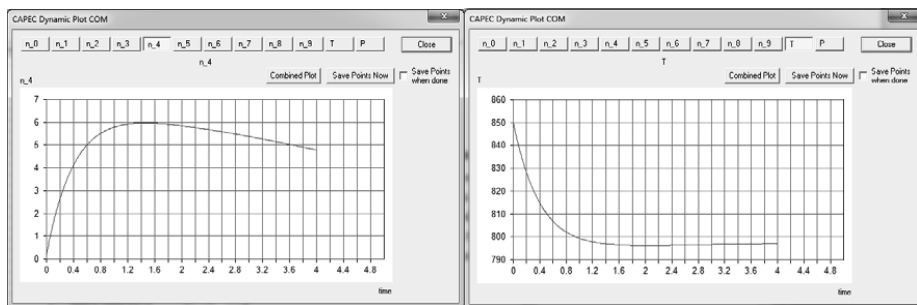 CAPEC Dynamic Plot COM
n_0 n_1 n_2 n_3 n_4 n_5 n_6 n_7 n_8 n_9 T P Close
n_4
Combined Plot Save Points Now Save Points when done
n_4
7
6
5
4
3
2
1
0
0 0.4 0.8 1.2 1.6 2 2.4 2.8 3.2 3.6 4 4.4 4.8
time
CAPEC Dynamic Plot COM
n_0 n_1 n_2 n_3 n_4 n_5 n_6 n_7 n_8 n_9 T P Close
T
Combined Plot Save Points Now Save Points when done
T
860
850
840
830
820
810
800
790
0 0.4 0.8 1.2 1.6 2 2.4 2.8 3.2 3.6 4 4.4 4.8
time